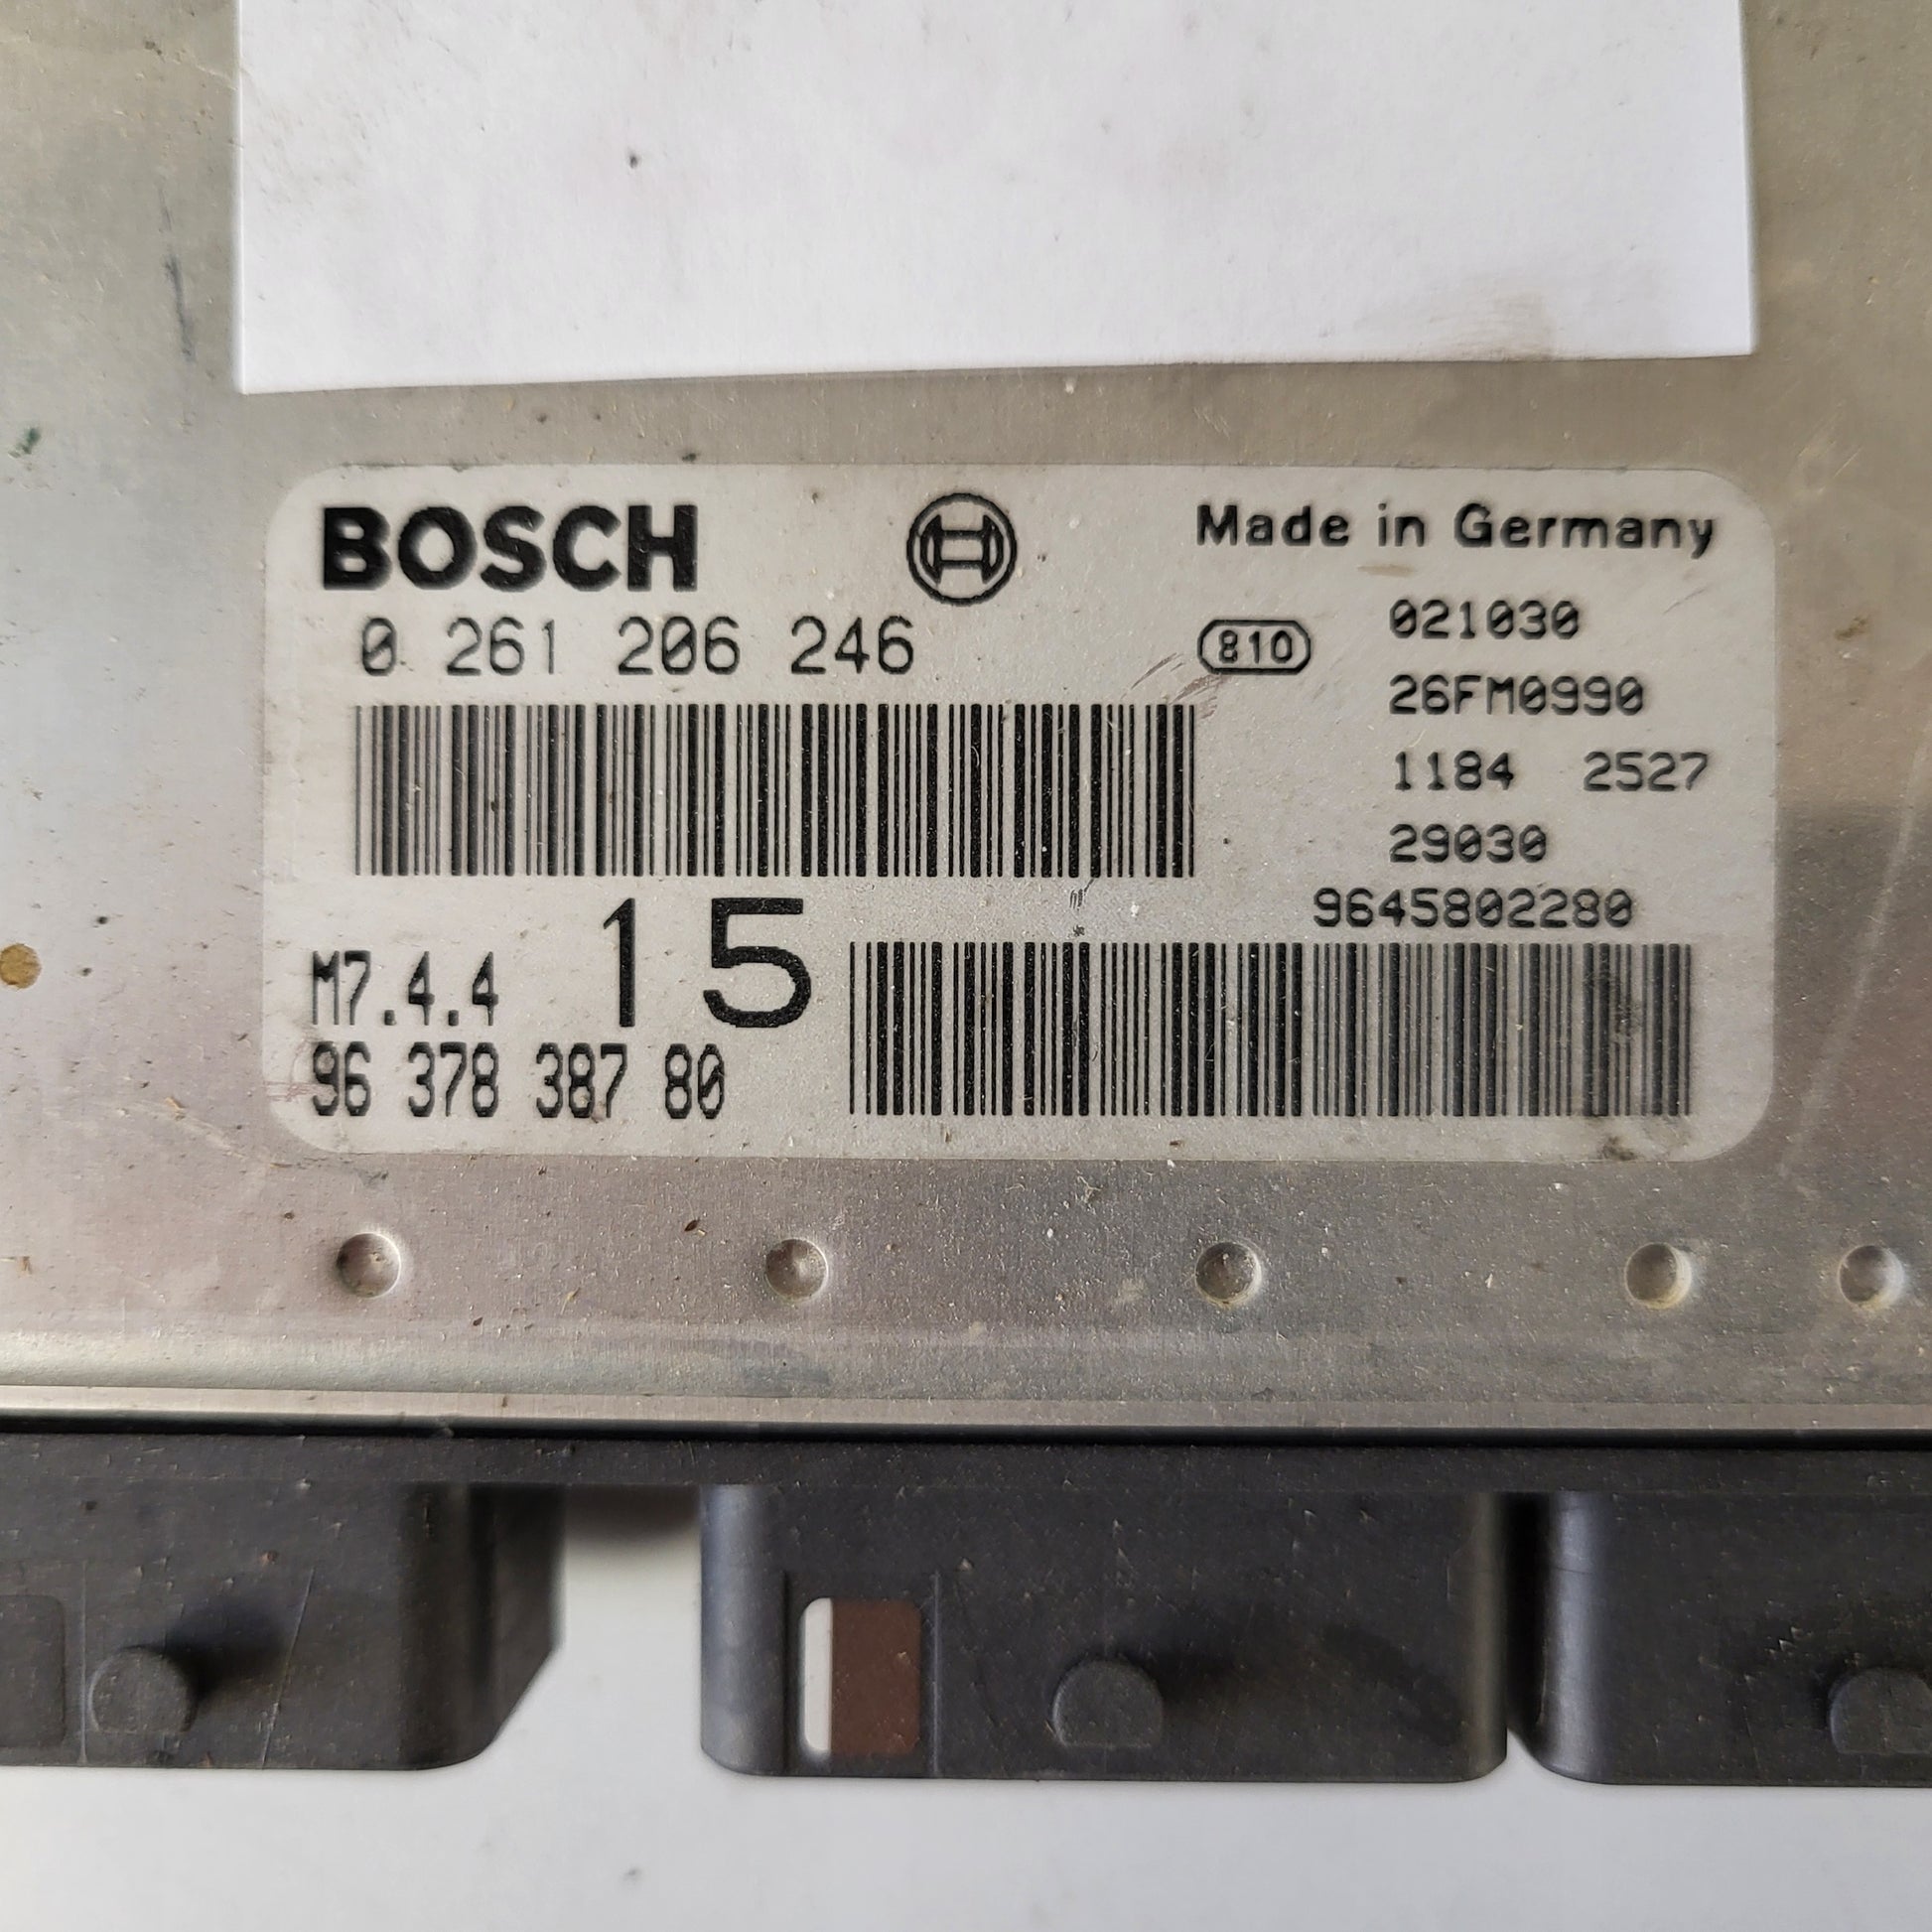 BOSCH
Made in Germany
0 261 206 246
810
021030
26FM0990
1184 2527
29030
9645802280
M7.4.4
15
96 378 387 80